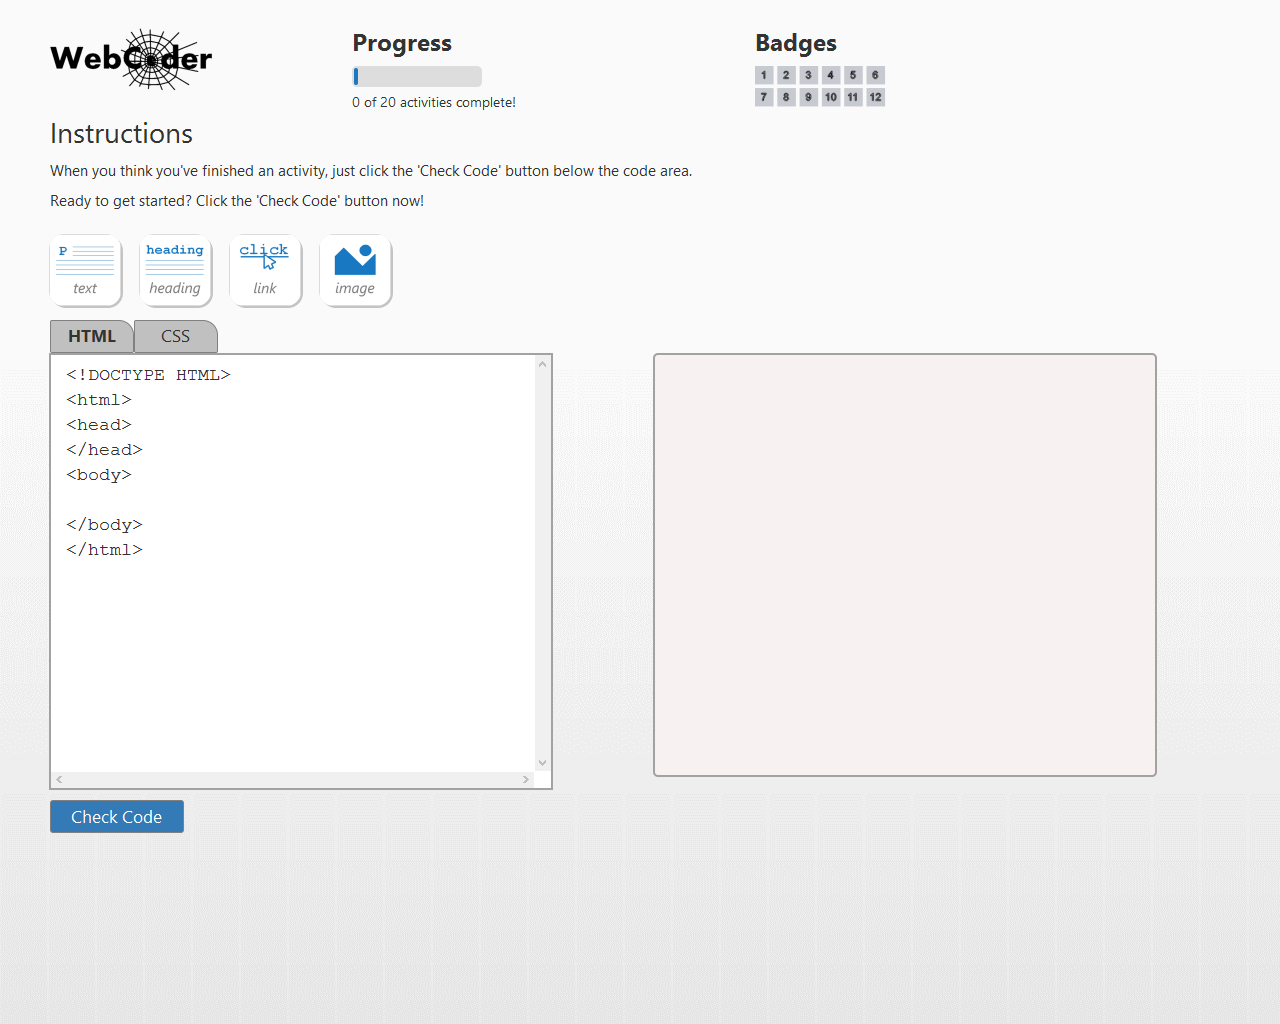 WebCoder
Progress
0 of 20 activities complete!
Badges
1 2 3 4 5 6
7 8 9 10 11 12
Instructions
When you think you've finished an activity, just click the 'Check Code' button below the code area.
Ready to get started? Click the 'Check Code' button now!
P
text
heading
heading
click
link
image
HTML
CSS
<!DOCTYPE HTML>
<html>
<head>
</head>
<body>
</body>
</html>
Check Code